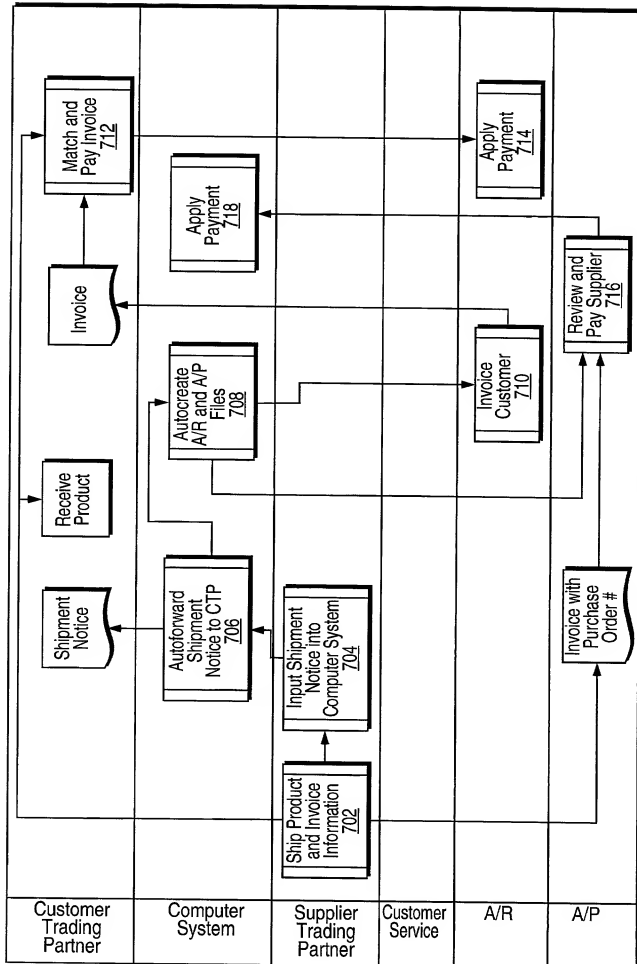 Customer
Trading
Partner
Shipment
Notice
Receive
Product
Invoice
Match and
Pay Invoice
712
Computer
System
Autoforward
Shipment
Notice to CTP
706
Autocreate
A/R and A/P
Files
708
Apply
Payment
718
Supplier
Trading
Partner
Ship Product
and Invoice
Information
702
Input Shipment
Notice into
Computer System
704
Customer
Service
A/R
Invoice
Customer
710
Apply
Payment
714
A/P
Invoice with
Purchase
Order #
Review and
Pay Supplier
716